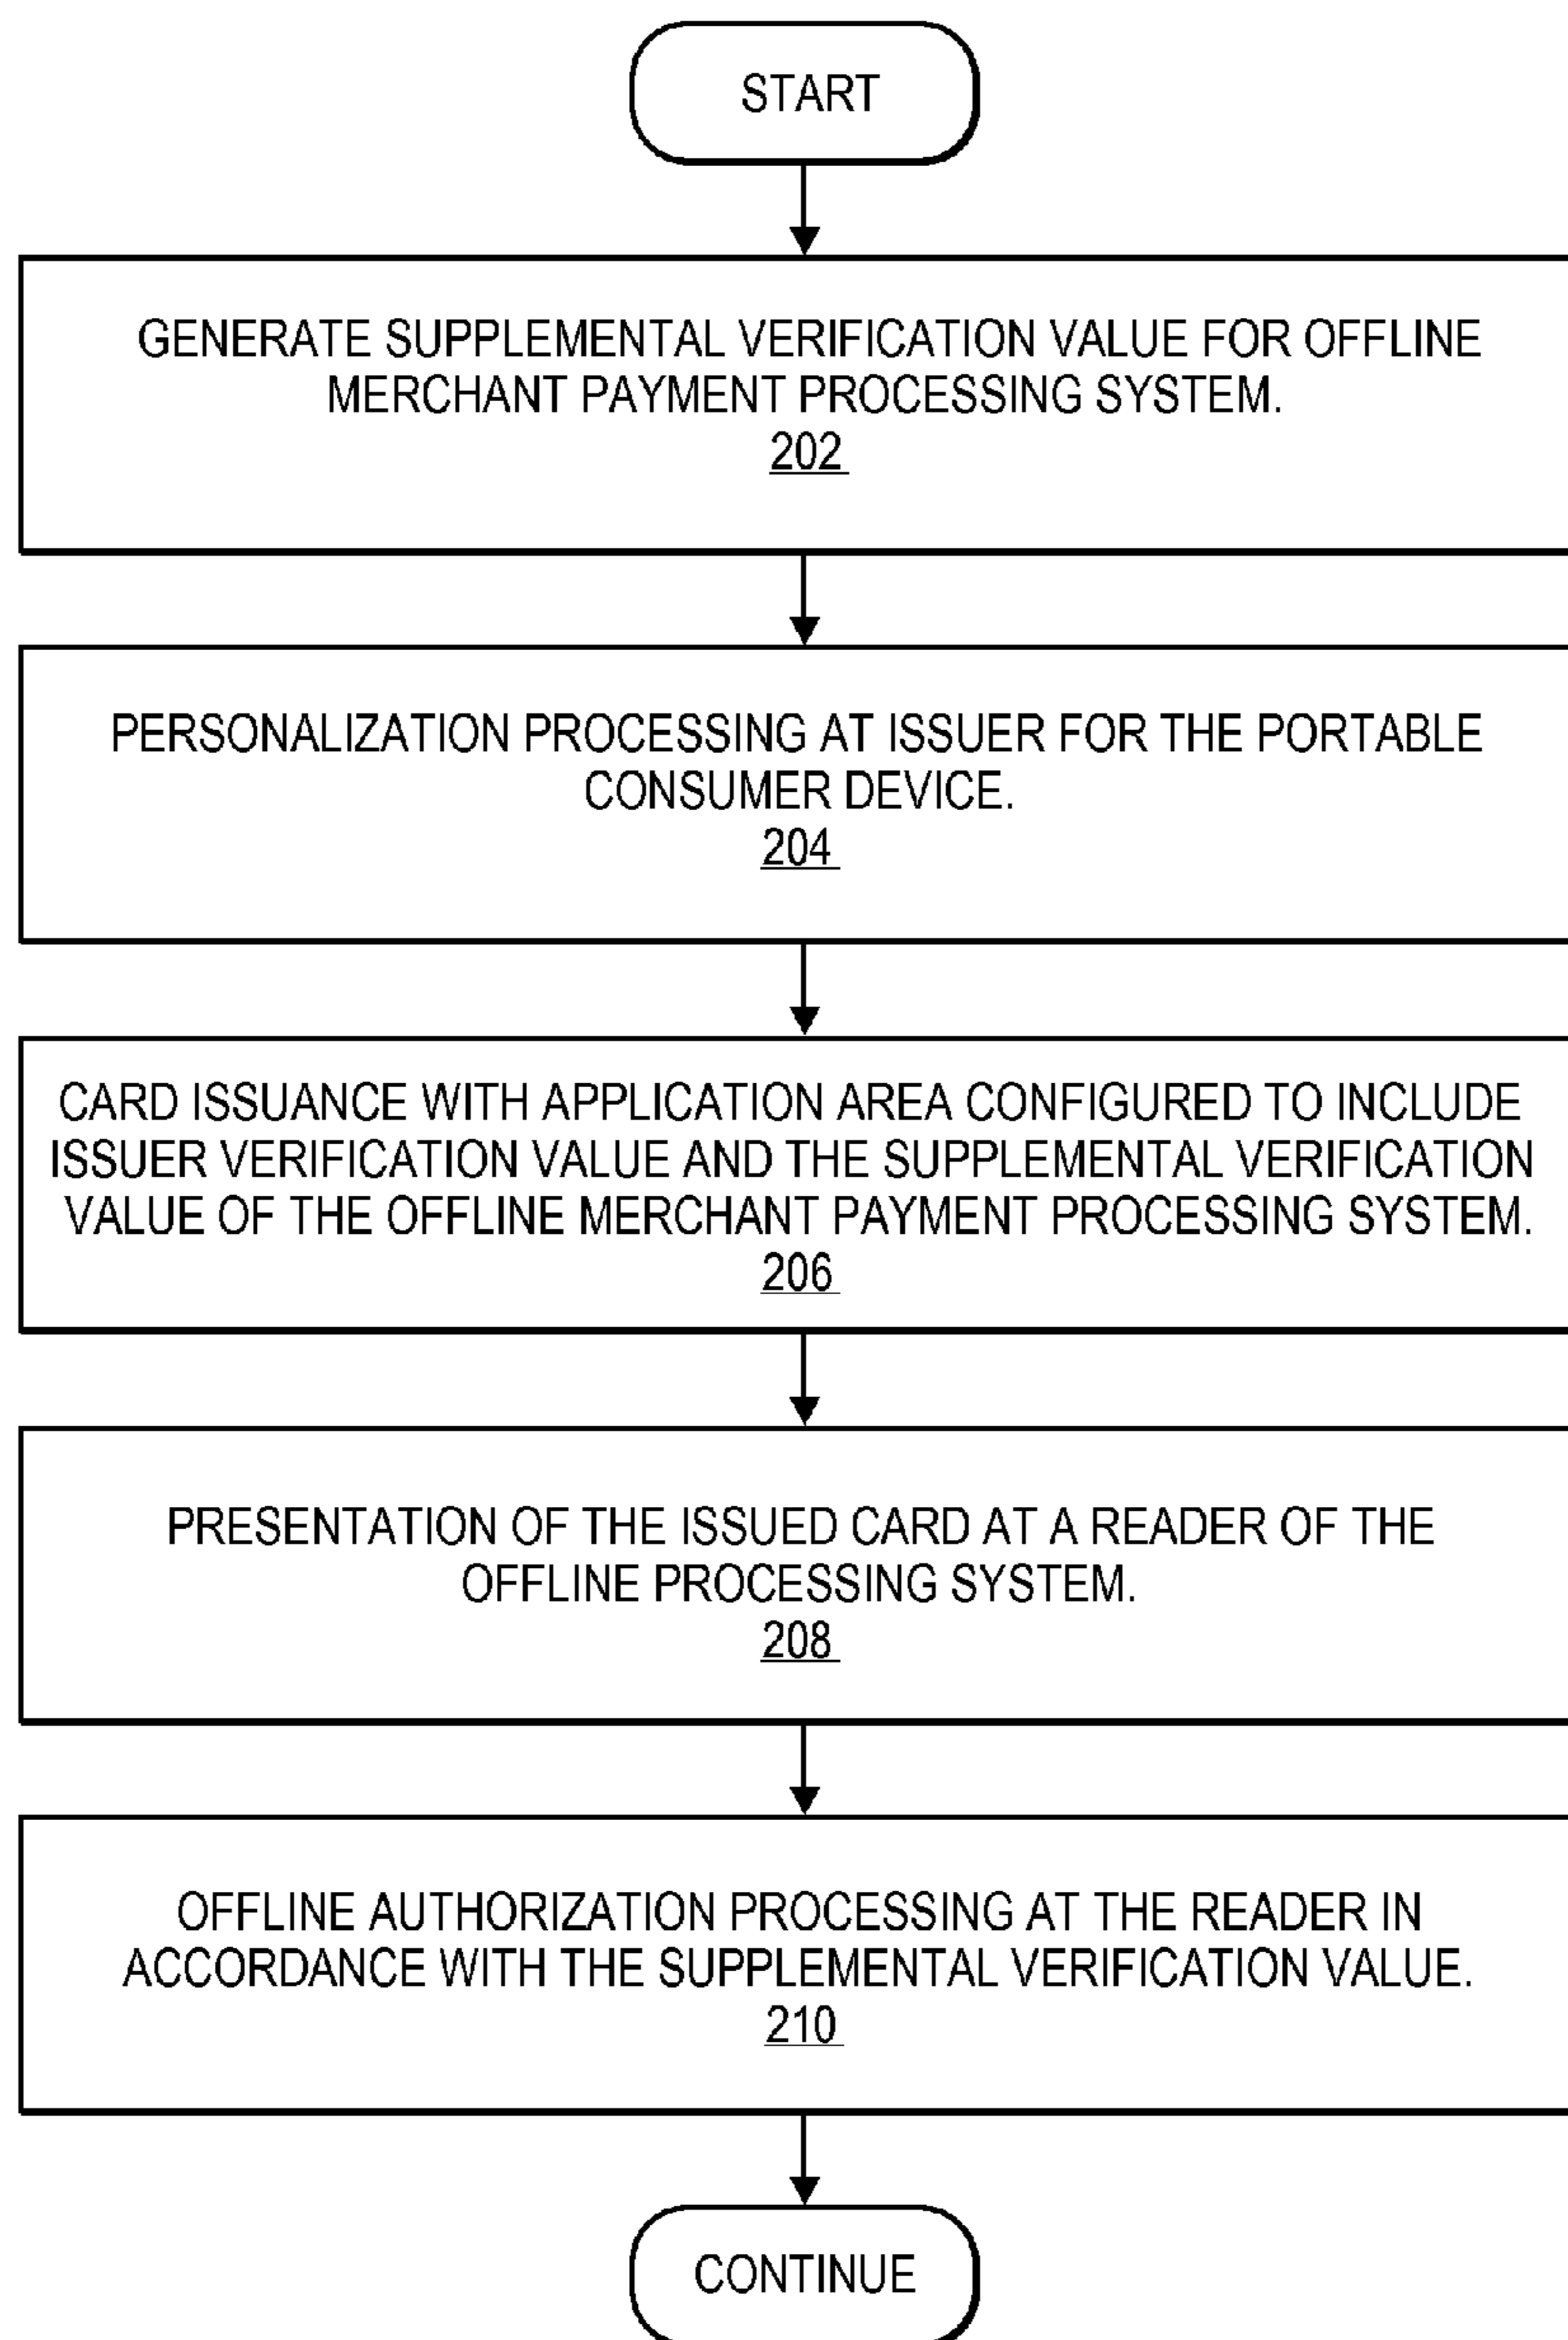 START
GENERATE SUPPLEMENTAL VERIFICATION VALUE FOR OFFLINE
MERCHANT PAYMENT PROCESSING SYSTEM.
202
PERSONALIZATION PROCESSING AT ISSUER FOR THE PORTABLE
CONSUMER DEVICE.
204
CARD ISSUANCE WITH APPLICATION AREA CONFIGURED TO INCLUDE
ISSUER VERIFICATION VALUE AND THE SUPPLEMENTAL VERIFICATION
VALUE OF THE OFFLINE MERCHANT PAYMENT PROCESSING SYSTEM.
206
PRESENTATION OF THE ISSUED CARD AT A READER OF THE
OFFLINE PROCESSING SYSTEM.
208
OFFLINE AUTHORIZATION PROCESSING AT THE READER IN
ACCORDANCE WITH THE SUPPLEMENTAL VERIFICATION VALUE.
210
CONTINUE